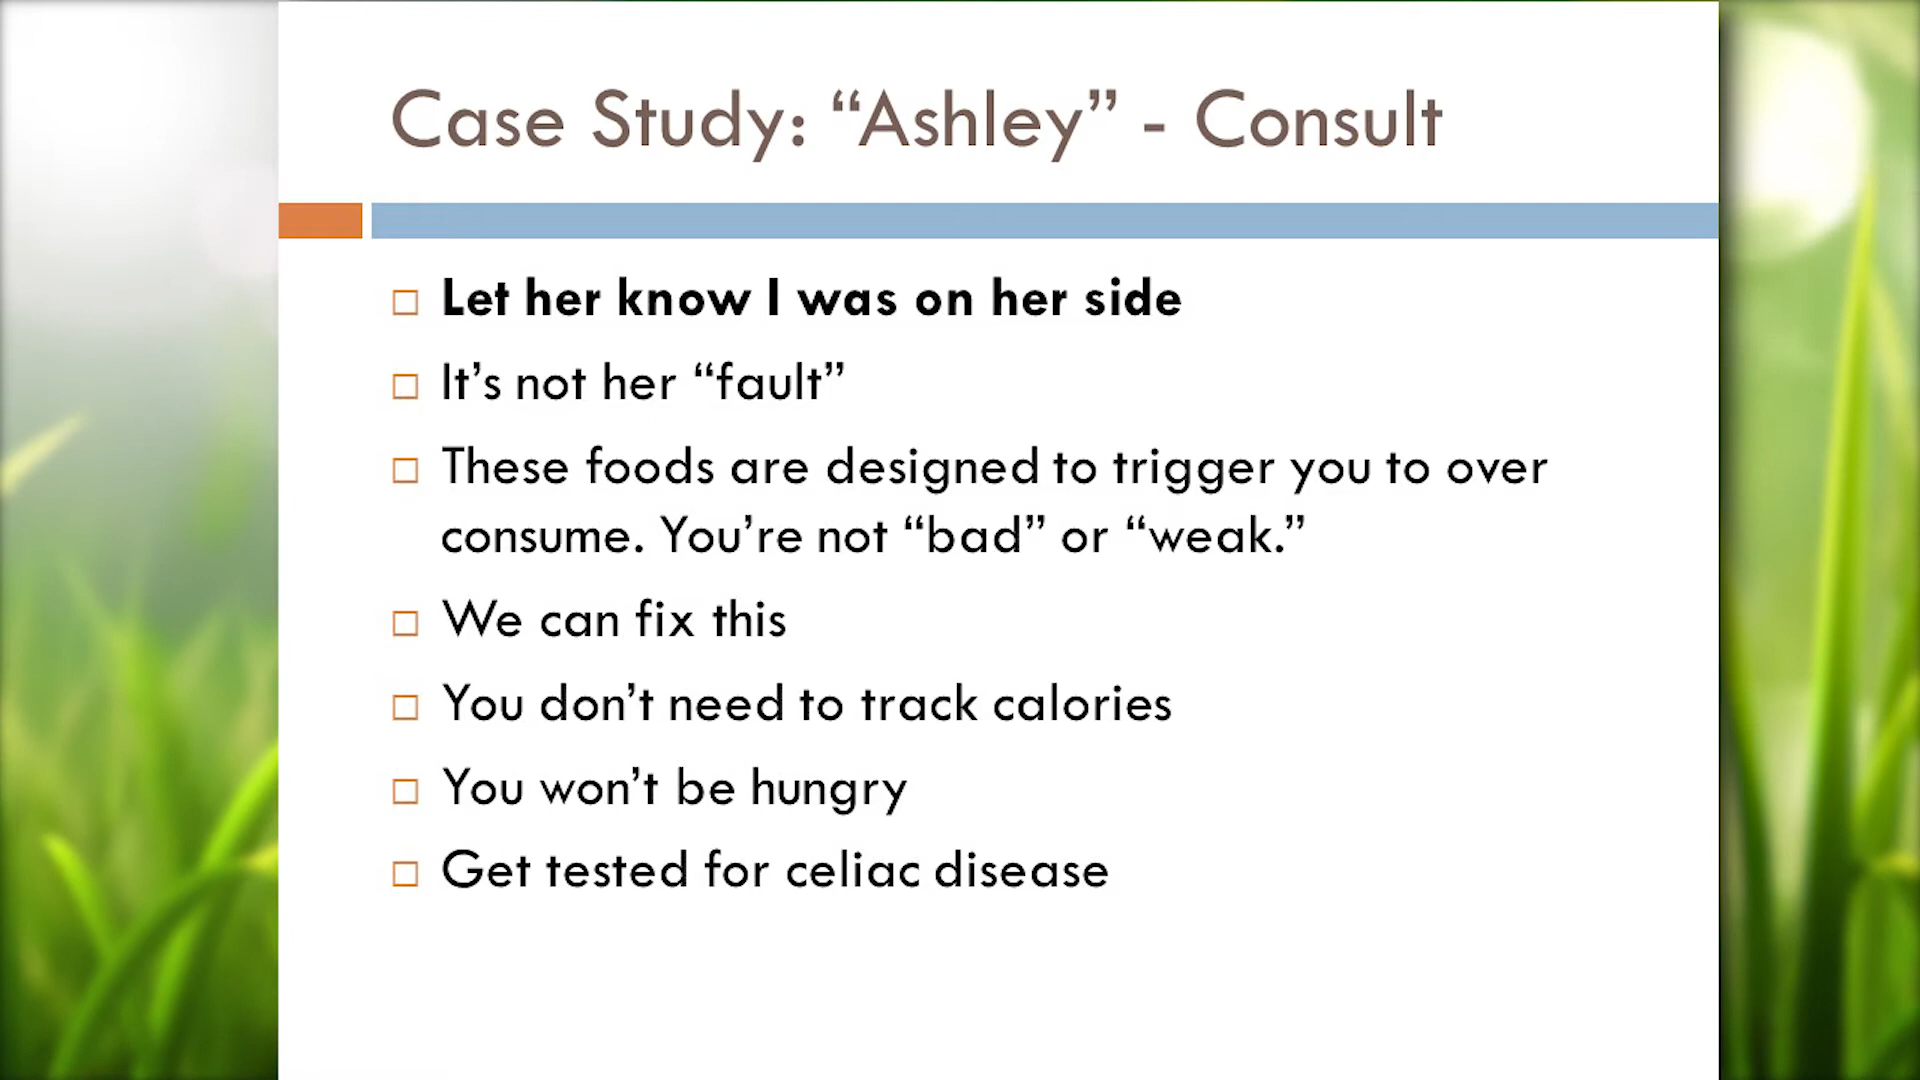 Case Study: “Ashley” - Consult
Let her know I was on her side
It’s not her “fault”
These foods are designed to trigger you to over
consume. You’re not “bad” or “weak.”
We can fix this
You don’t need to track calories
You won’t be hungry
Get tested for celiac disease